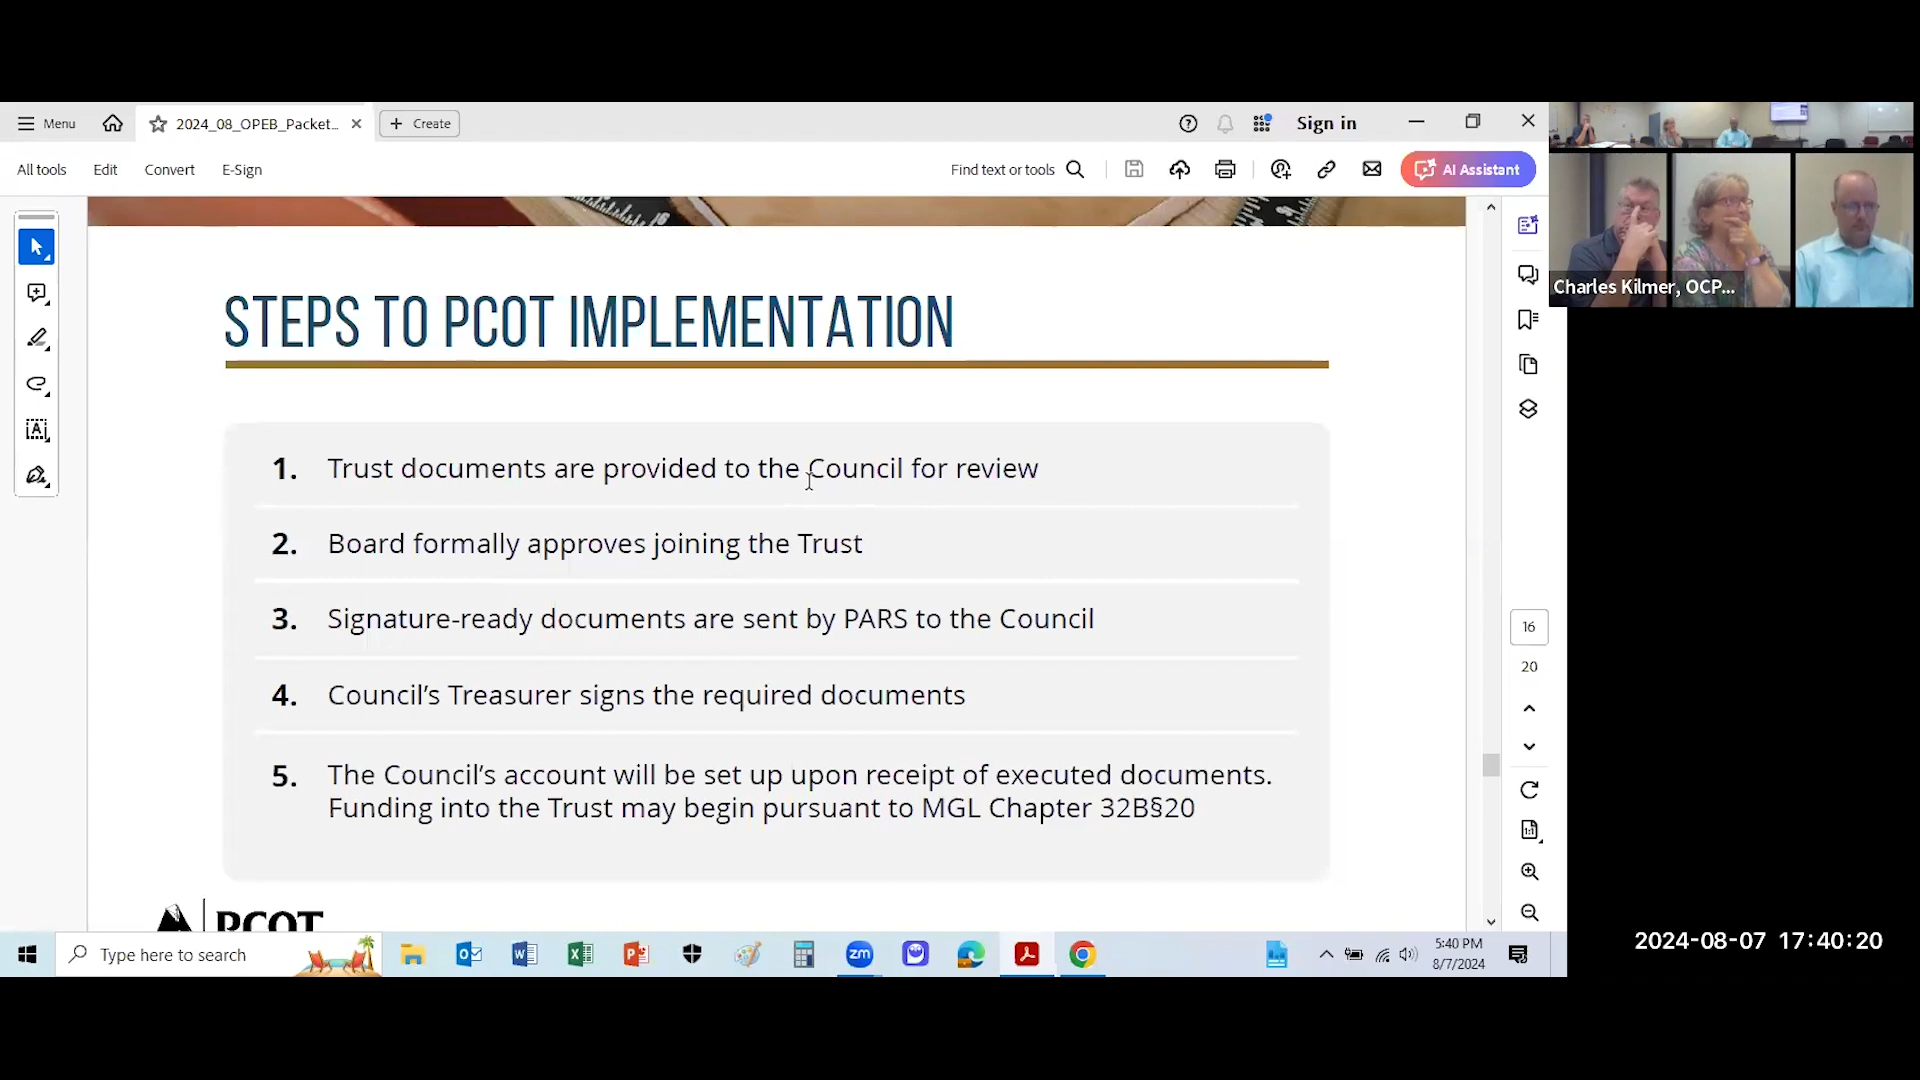 Menu
2024_08_OPEB_Packet...
Create
Sign in
All tools
Edit
Convert
E-Sign
Find text or tools
AI Assistant
STEPS TO PCOT IMPLEMENTATION
1. Trust documents are provided to the Council for review
2. Board formally approves joining the Trust
3. Signature-ready documents are sent by PARS to the Council
4. Council’s Treasurer signs the required documents
5. The Council’s account will be set up upon receipt of executed documents.
Funding into the Trust may begin pursuant to MGL Chapter 32B§20
PCOT
16
20
Charles Kilmer, OCP...
Type here to search
zm
5:40 PM
8/7/2024
2024-08-07 17:40:20